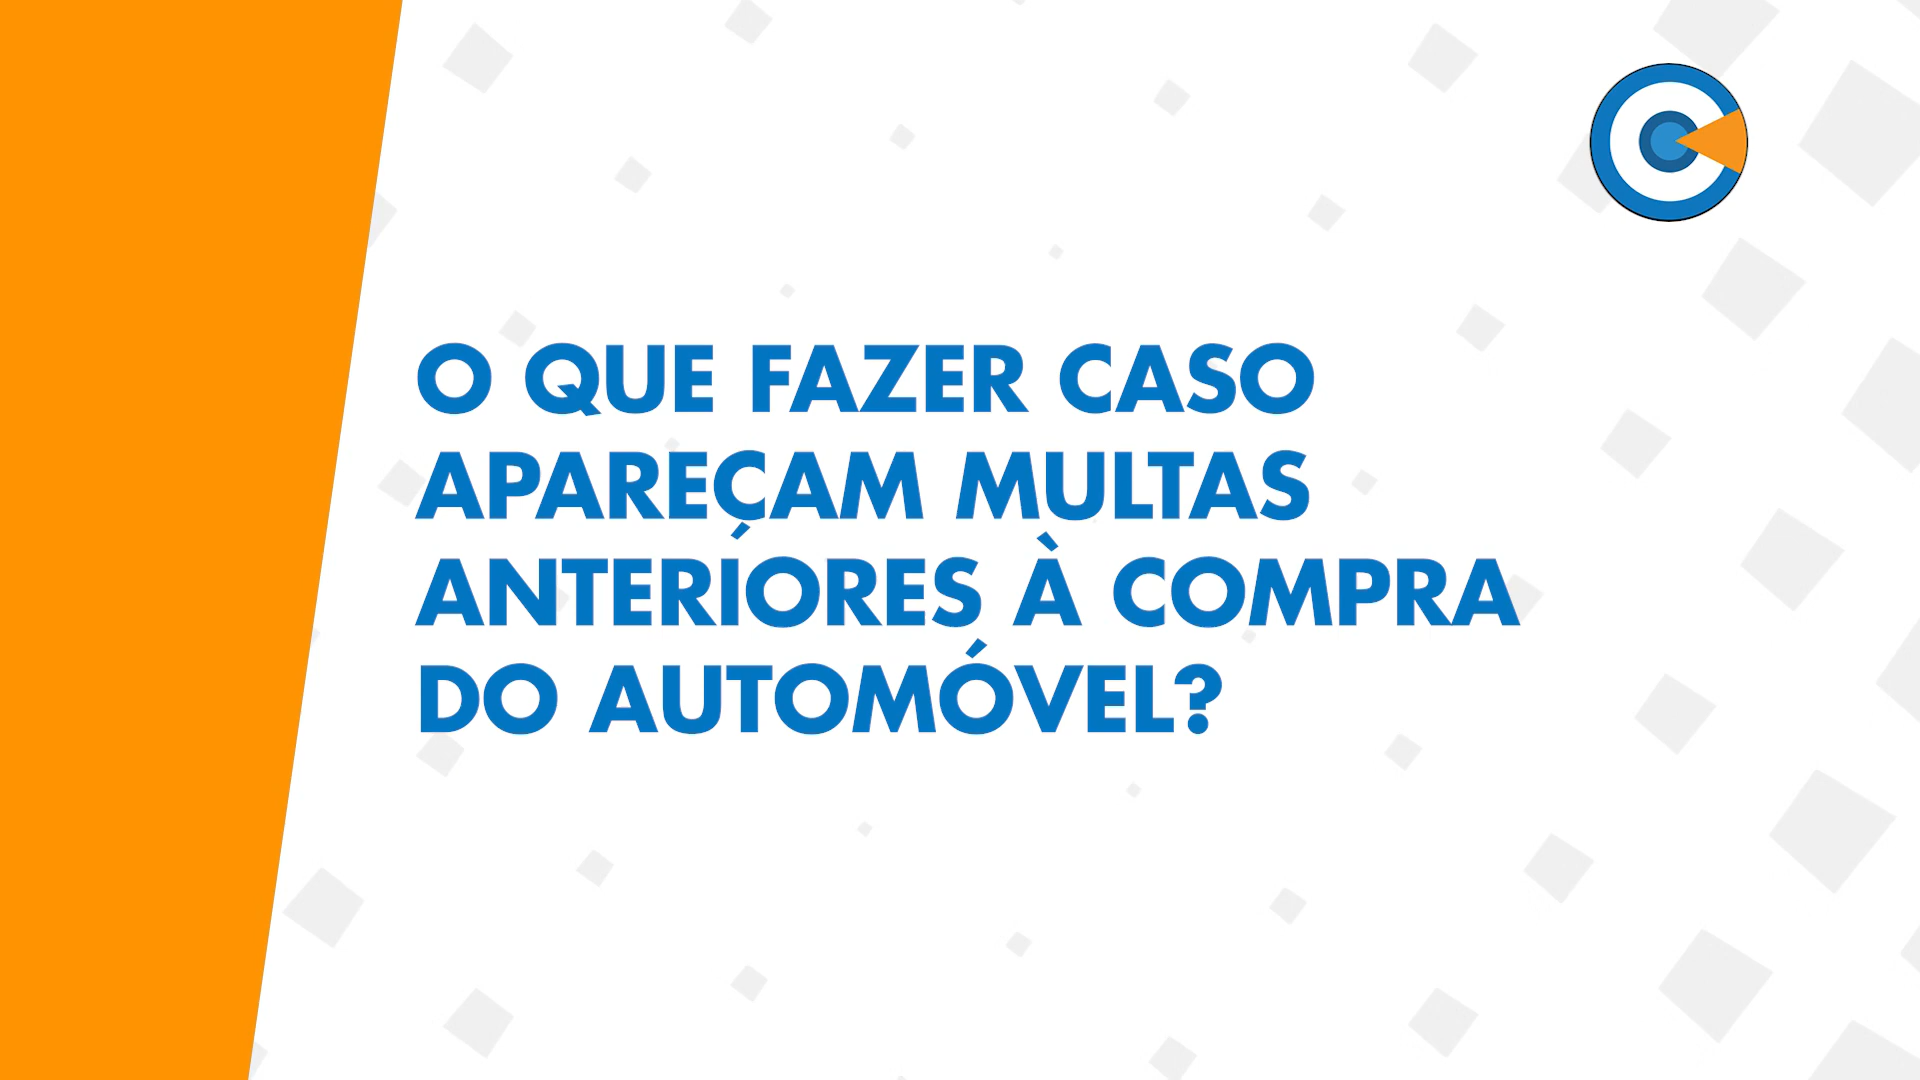 O QUE FAZER CASO
APAREÇAM MULTAS
ANTERIORES À COMPRA
DO AUTOMÓVEL?